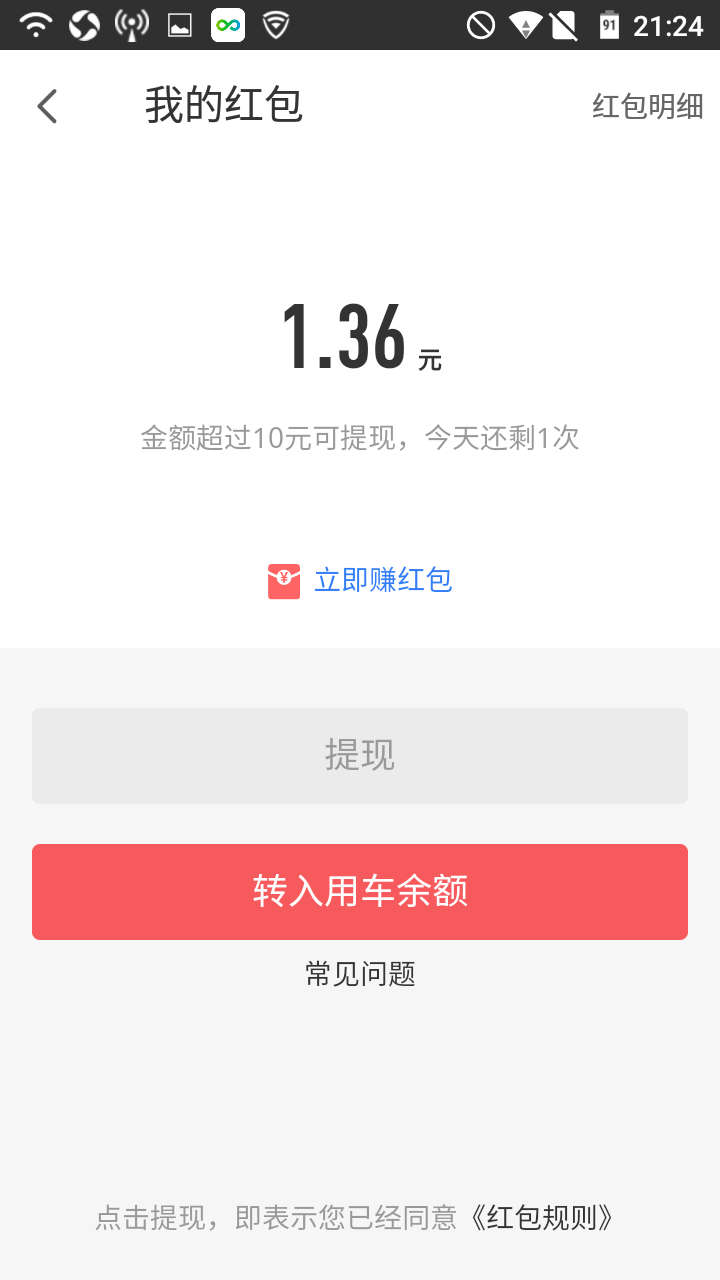 91 21:24
我的红包 红包明细
1.36 元
金额超过10元可提现，今天还剩1次
立即赚红包
提现
转入用车余额
常见问题
点击提现，即表示您已经同意《红包规则》